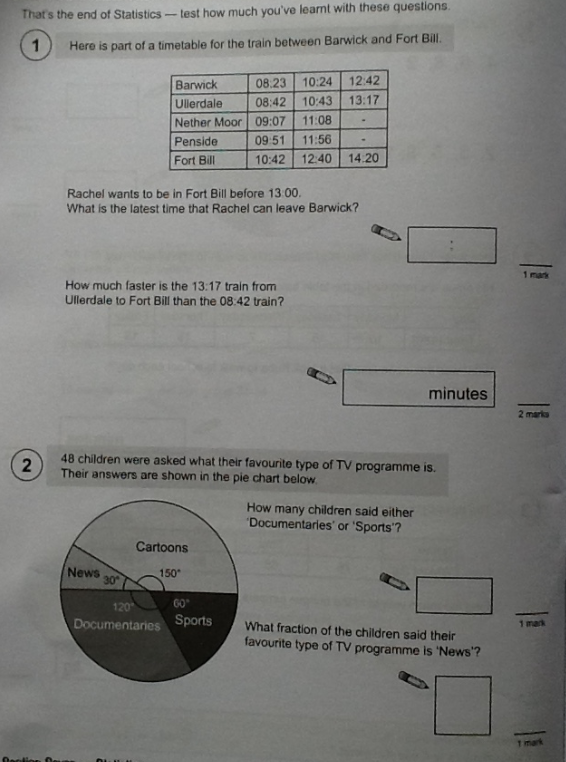 That's the end of Statistics — test how much you've learnt with these questions.
1
Here is part of a timetable for the train between Barwick and Fort Bill.
Barwick 08:23 10:24 12:42
Ullerdale 08:42 10:43 13:17
Nether Moor 09:07 11:08 -
Penside 09:51 11:56 -
Fort Bill 10:42 12:40 14:20
Rachel wants to be in Fort Bill before 13:00.
What is the latest time that Rachel can leave Barwick?
:
1 mark
How much faster is the 13:17 train from
Ullerdale to Fort Bill than the 08:42 train?
minutes
2 marks
2
48 children were asked what their favourite type of TV programme is.
Their answers are shown in the pie chart below.
How many children said either
'Documentaries' or 'Sports'?
Cartoons
News 30° 150°
120° 60°
Documentaries Sports
1 mark
What fraction of the children said their
favourite type of TV programme is 'News'?
1 mark